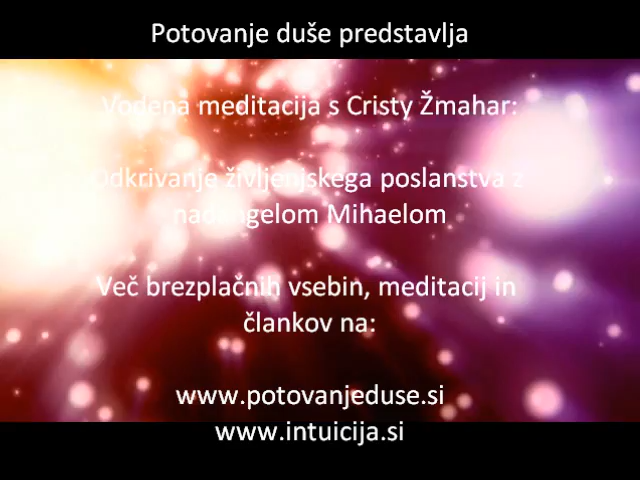 Potovanje duše predstavlja
Vodena meditacija s Cristy Žmahar:
Odkrivanje življenjskega poslanstva z
nadangelom Mihaelom
Več brezplačnih vsebin, meditacij in
člankov na:
www.potovanjeduse.si
www.intuicija.si